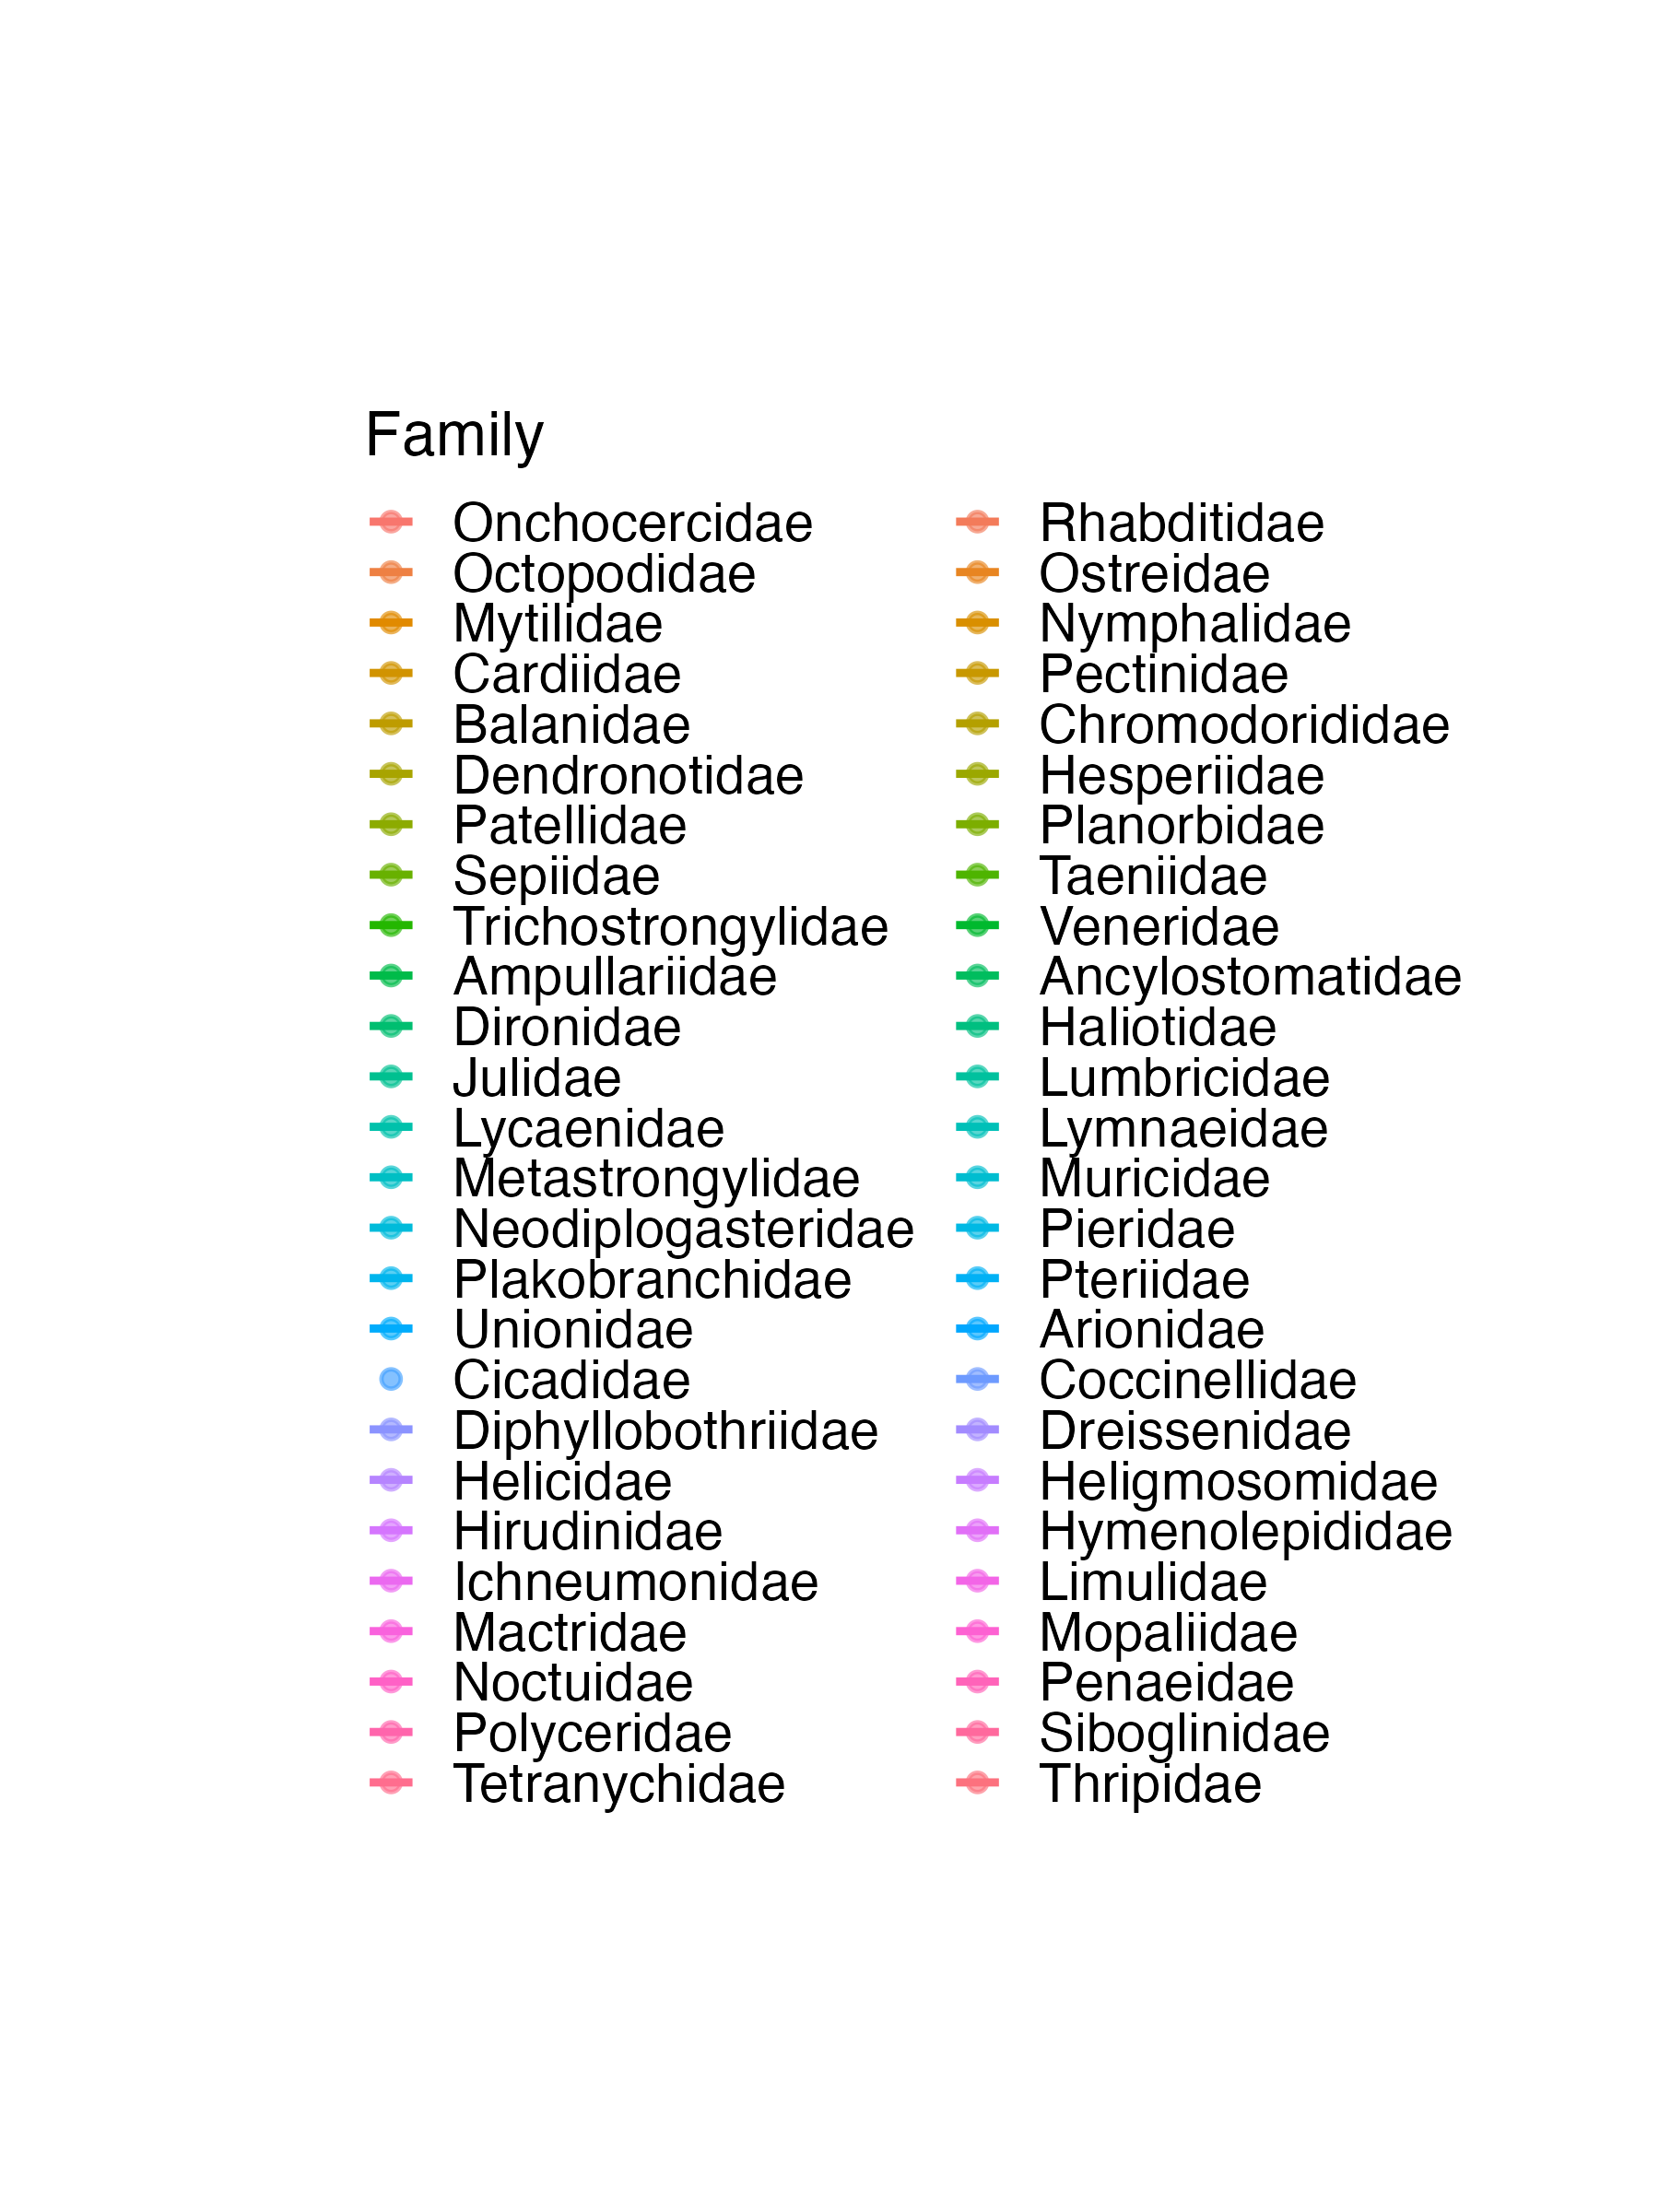 Family
Onchocercidae Rhabditidae
Octopodidae Ostreidae
Mytilidae Nymphalidae
Cardiidae Pectinidae
Balanidae Chromodorididae
Dendronotidae Hesperiidae
Patellidae Planorbidae
Sepiidae Taeniidae
Trichostrongylidae Veneridae
Ampullariidae Ancylostomatidae
Dironidae Haliotidae
Julidae Lumbricidae
Lycaenidae Lymnaeidae
Metastrongylidae Muricidae
Neodiplogasteridae Pieridae
Plakobranchidae Pteriidae
Unionidae Arionidae
Cicadidae Coccinellidae
Diphyllobothriidae Dreissenidae
Helicidae Heligmosomidae
Hirudinidae Hymenolepididae
Ichneumonidae Limulidae
Mactridae Mopaliidae
Noctuidae Penaeidae
Polyceridae Siboglinidae
Tetranychidae Thripidae